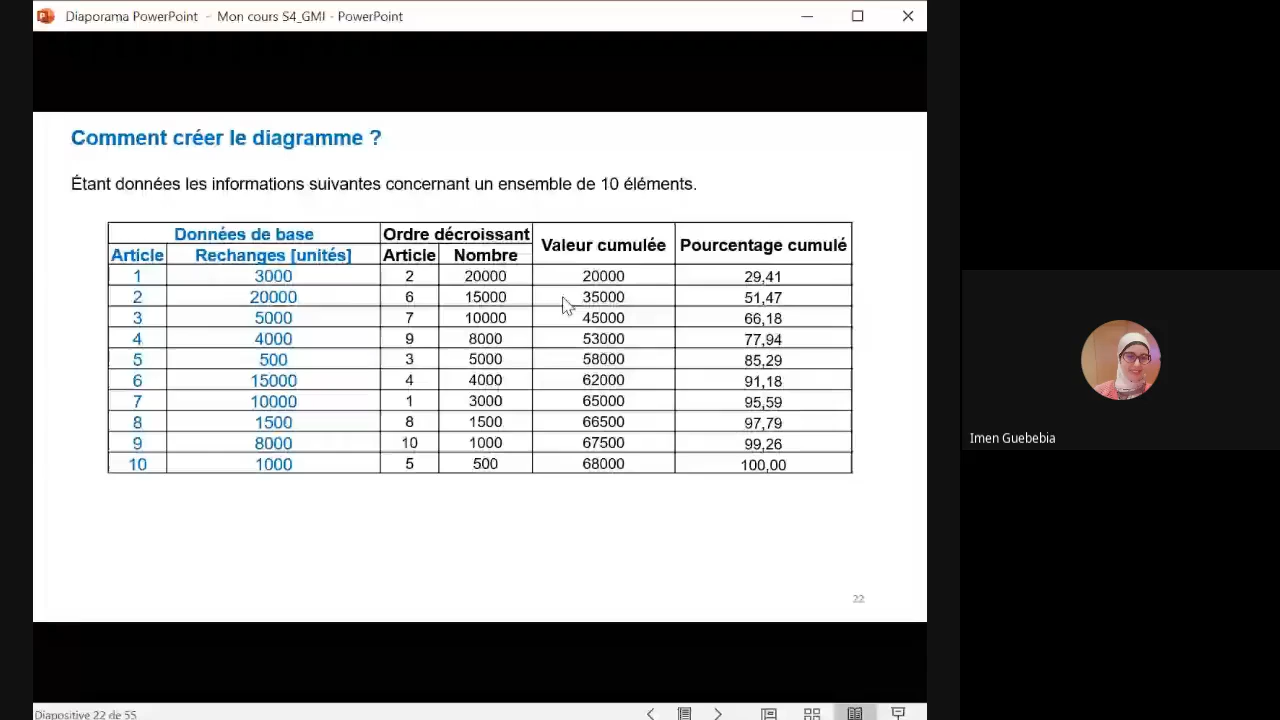 Diaporama PowerPoint - Mon cours S4_GMI - PowerPoint
Comment créer le diagramme ?
Étant données les informations suivantes concernant un ensemble de 10 éléments.
Données de base Ordre décroissant Valeur cumulée Pourcentage cumulé
Article Rechanges [unités] Article Nombre
1 3000 2 20000 20000 29,41
2 20000 6 15000 35000 51,47
3 5000 7 10000 45000 66,18
4 4000 9 8000 53000 77,94
5 500 3 5000 58000 85,29
6 15000 4 4000 62000 91,18
7 10000 1 3000 65000 95,59
8 1500 8 1500 66500 97,79
9 8000 10 1000 67500 99,26
10 1000 5 500 68000 100,00
22
Imen Guebebia
Diapositive 22 de 55